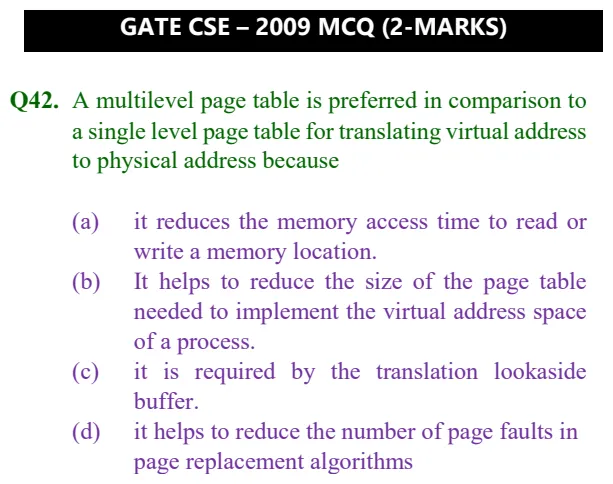 GATE CSE – 2009 MCQ (2-MARKS)
Q42. A multilevel page table is preferred in comparison to
a single level page table for translating virtual address
to physical address because
(a) it reduces the memory access time to read or
write a memory location.
(b) It helps to reduce the size of the page table
needed to implement the virtual address space
of a process.
(c) it is required by the translation lookaside
buffer.
(d) it helps to reduce the number of page faults in
page replacement algorithms